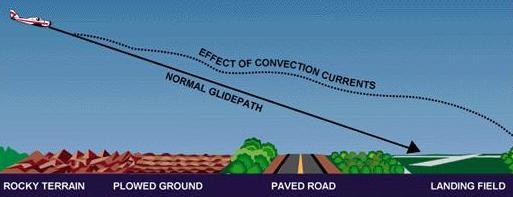 EFFECT OF CONVECTION CURRENTS
NORMAL GLIDEPATH
ROCKY TERRAIN
PLOWED GROUND
PAVED ROAD
LANDING FIELD